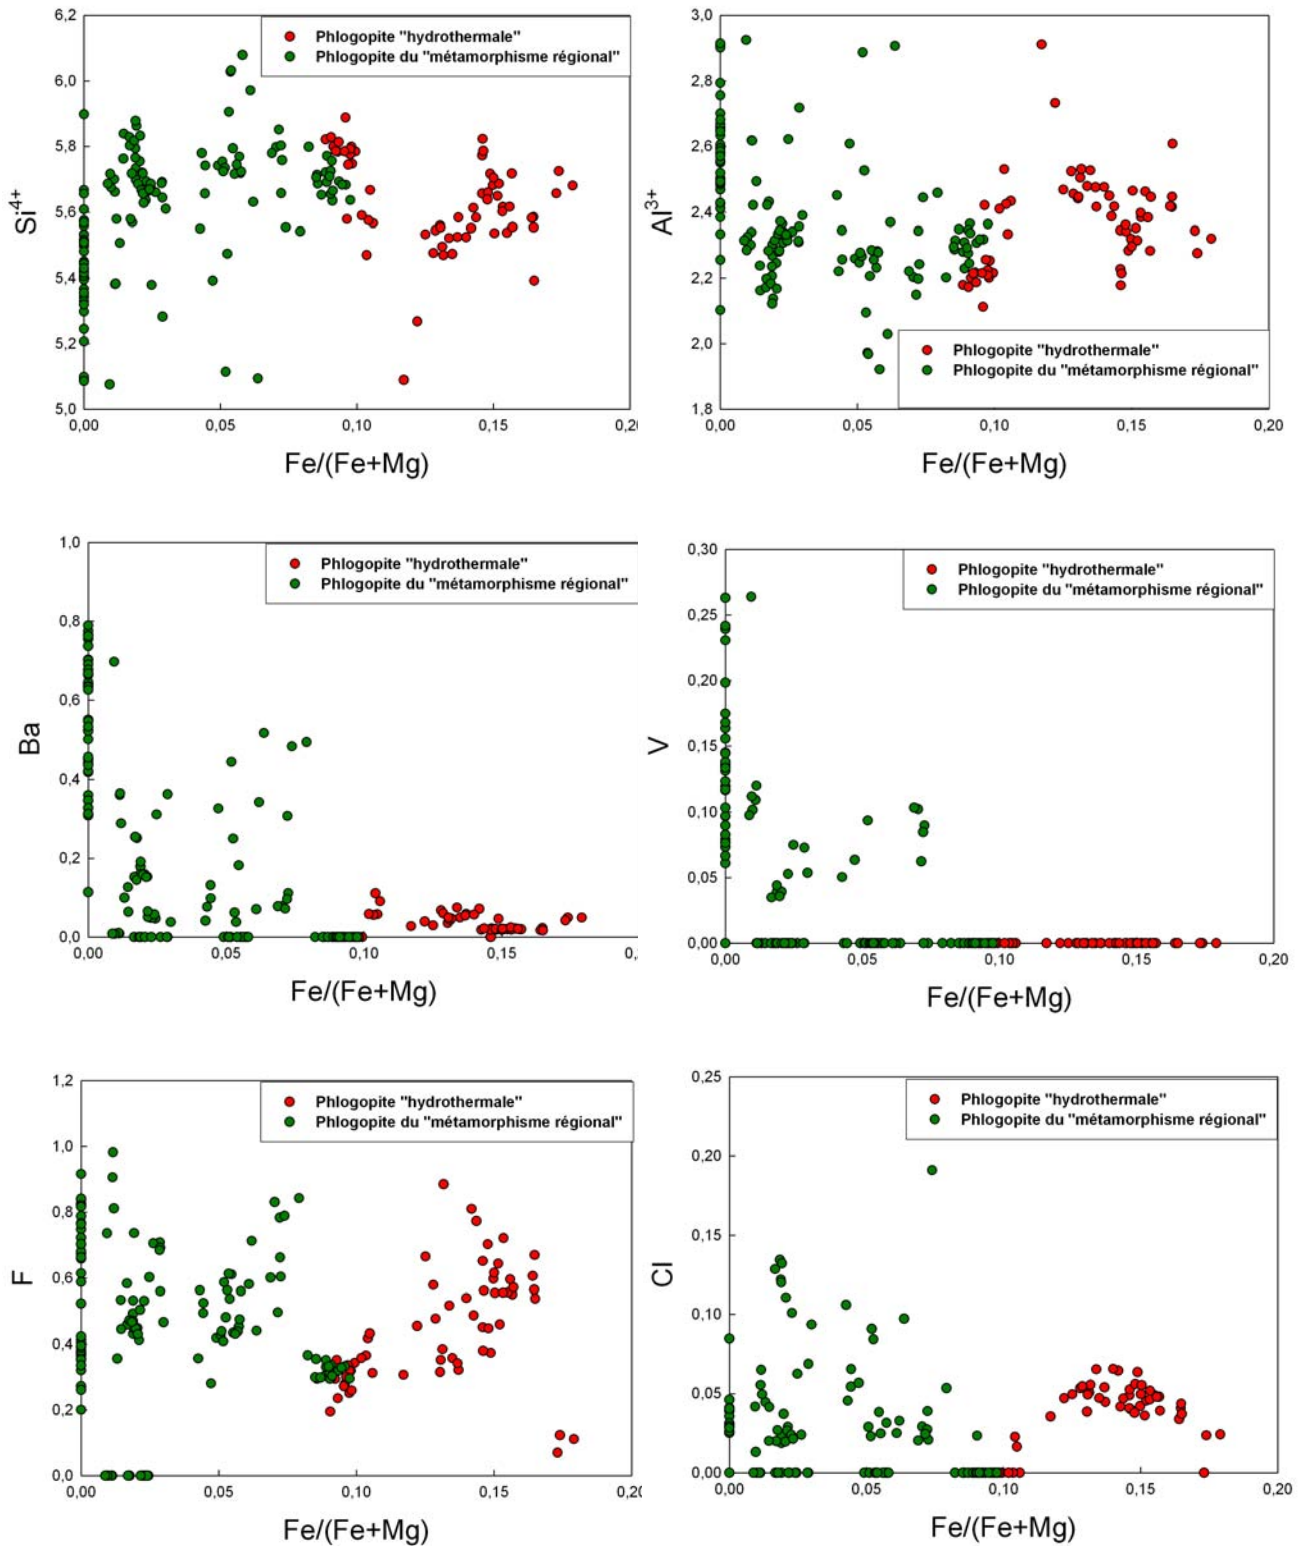 6,2
6,0
5,8
5,6
5,4
5,2
5,0
Si4+
Phlogopite "hydrothermale"
Phlogopite du "métamorphisme régional"
0,00 0,05 0,10 0,15 0,20
Fe/(Fe+Mg)
3,0
2,8
2,6
2,4
2,2
2,0
1,8
Al3+
Phlogopite "hydrothermale"
Phlogopite du "métamorphisme régional"
0,00 0,05 0,10 0,15 0,20
Fe/(Fe+Mg)
1,0
0,8
0,6
0,4
0,2
0,0
Ba
Phlogopite "hydrothermale"
Phlogopite du "métamorphisme régional"
0,00 0,05 0,10 0,15
Fe/(Fe+Mg)
0,30
0,25
0,20
0,15
0,10
0,05
0,00
V
Phlogopite "hydrothermale"
Phlogopite du "métamorphisme régional"
0,00 0,05 0,10 0,15 0,20
Fe/(Fe+Mg)
1,2
1,0
0,8
0,6
0,4
0,2
0,0
F
Phlogopite "hydrothermale"
Phlogopite du "métamorphisme régional"
0,00 0,05 0,10 0,15 0,20
Fe/(Fe+Mg)
0,25
0,20
0,15
0,10
0,05
0,00
Cl
Phlogopite "hydrothermale"
Phlogopite du "métamorphisme régional"
0,00 0,05 0,10 0,15 0,20
Fe/(Fe+Mg)